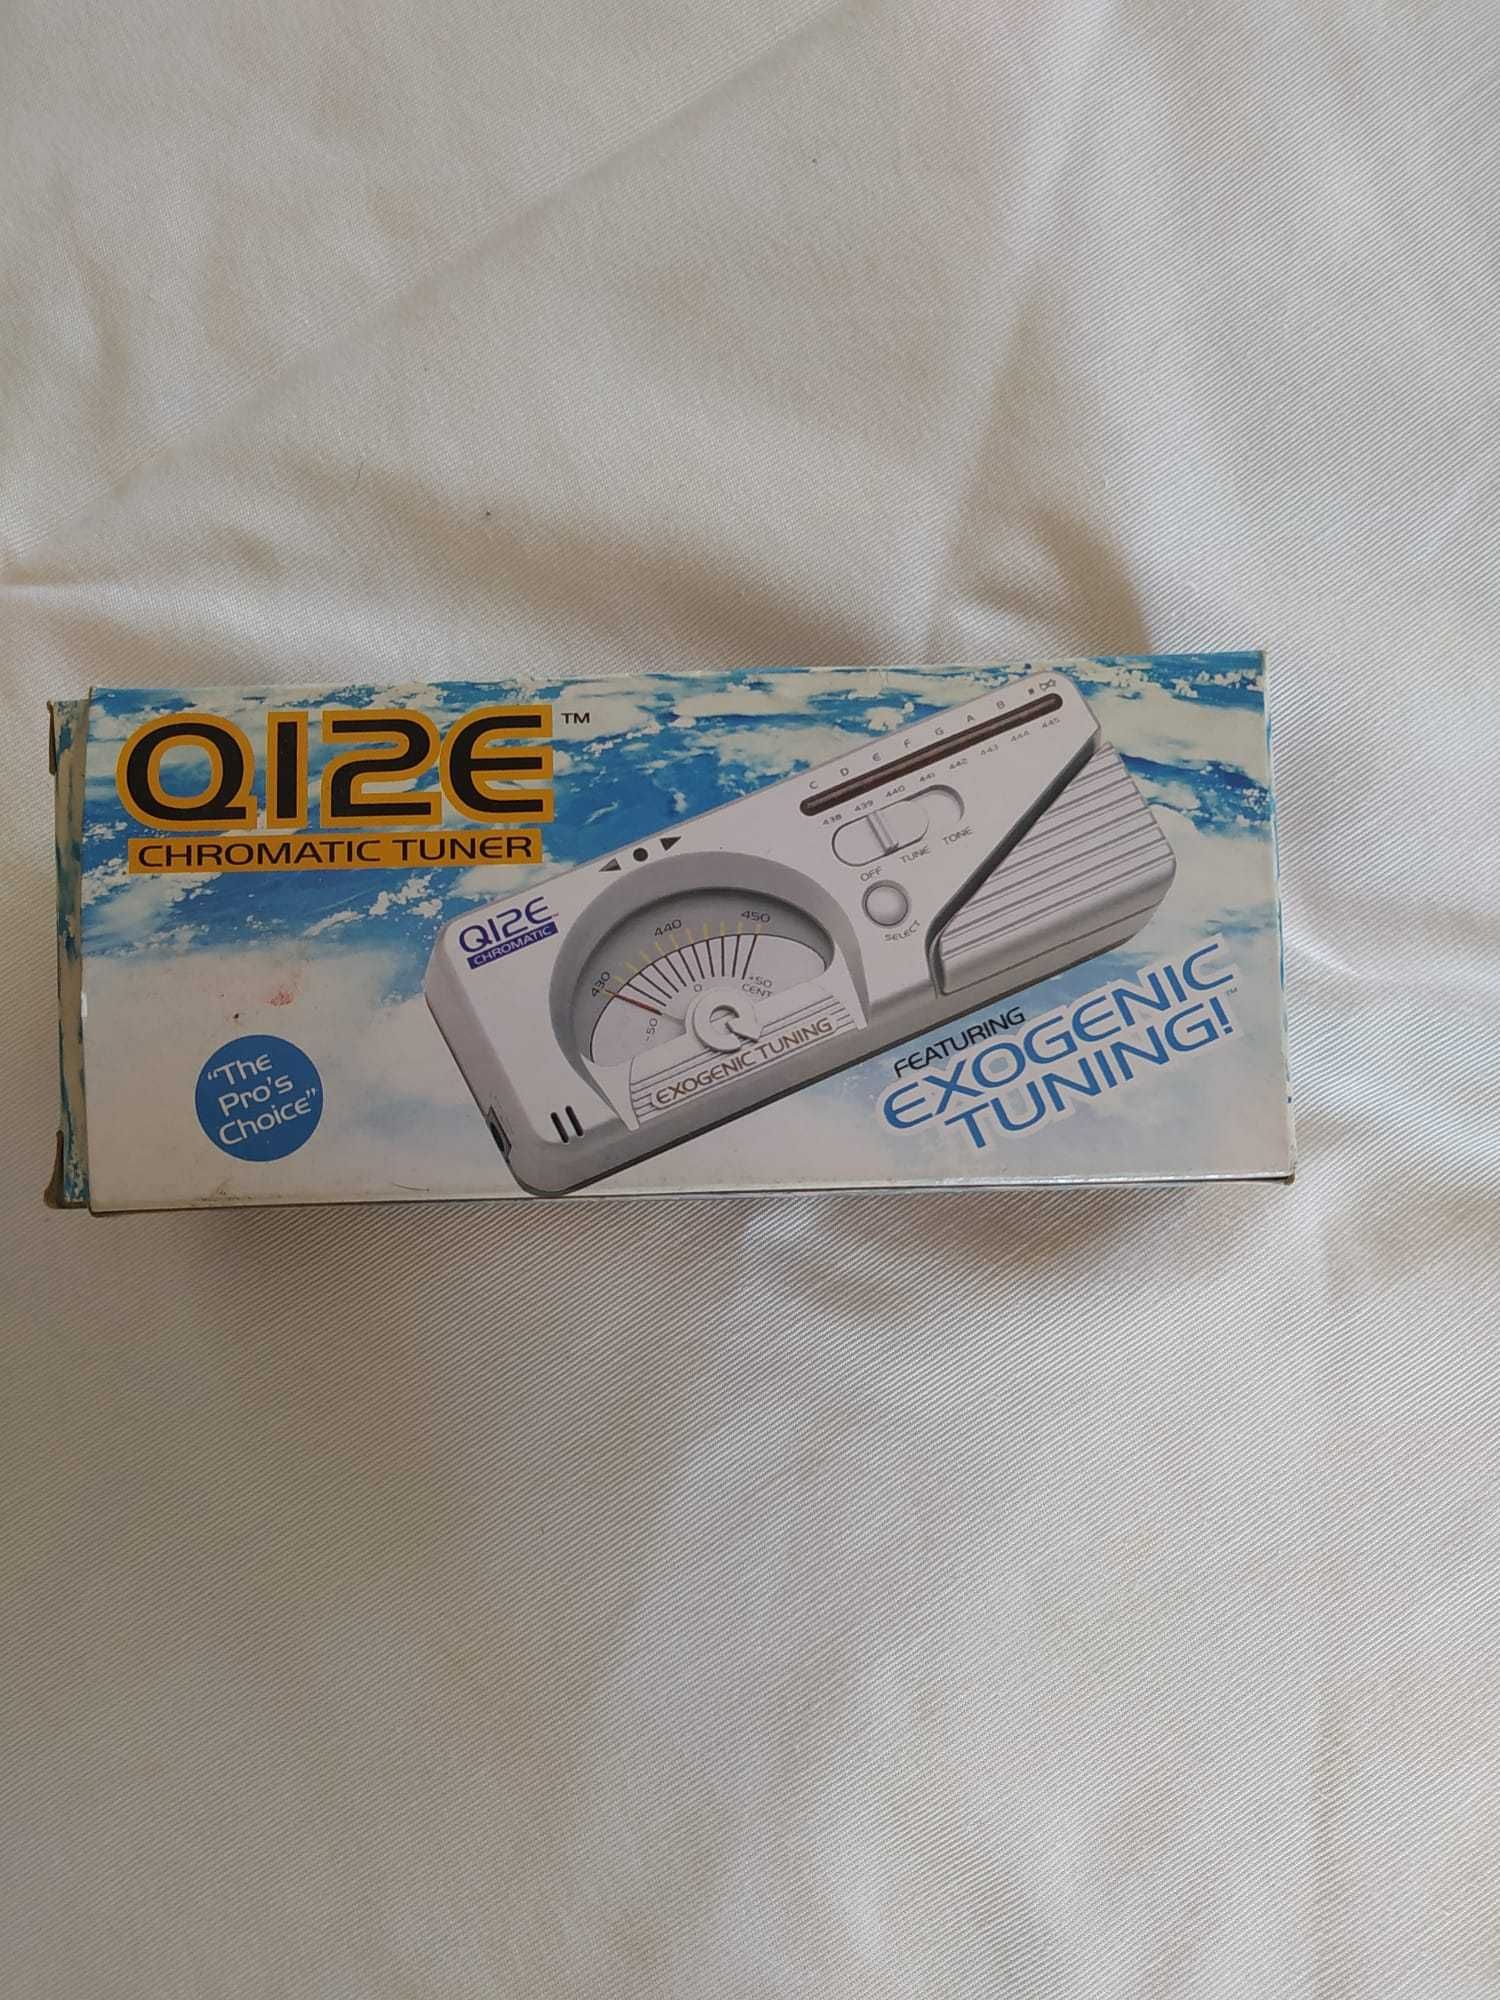 Q12E™
CHROMATIC TUNER
"The
Pro's
Choice"
Q12E™
CHROMATIC
430
440
450
-50
0
+50
CENT
EXOGENIC TUNING
C D E F G A B #
438 439 440 441 442 443 444 445
OFF TUNE TONE
SELECT
FEATURING
EXOGENIC
TUNING!™